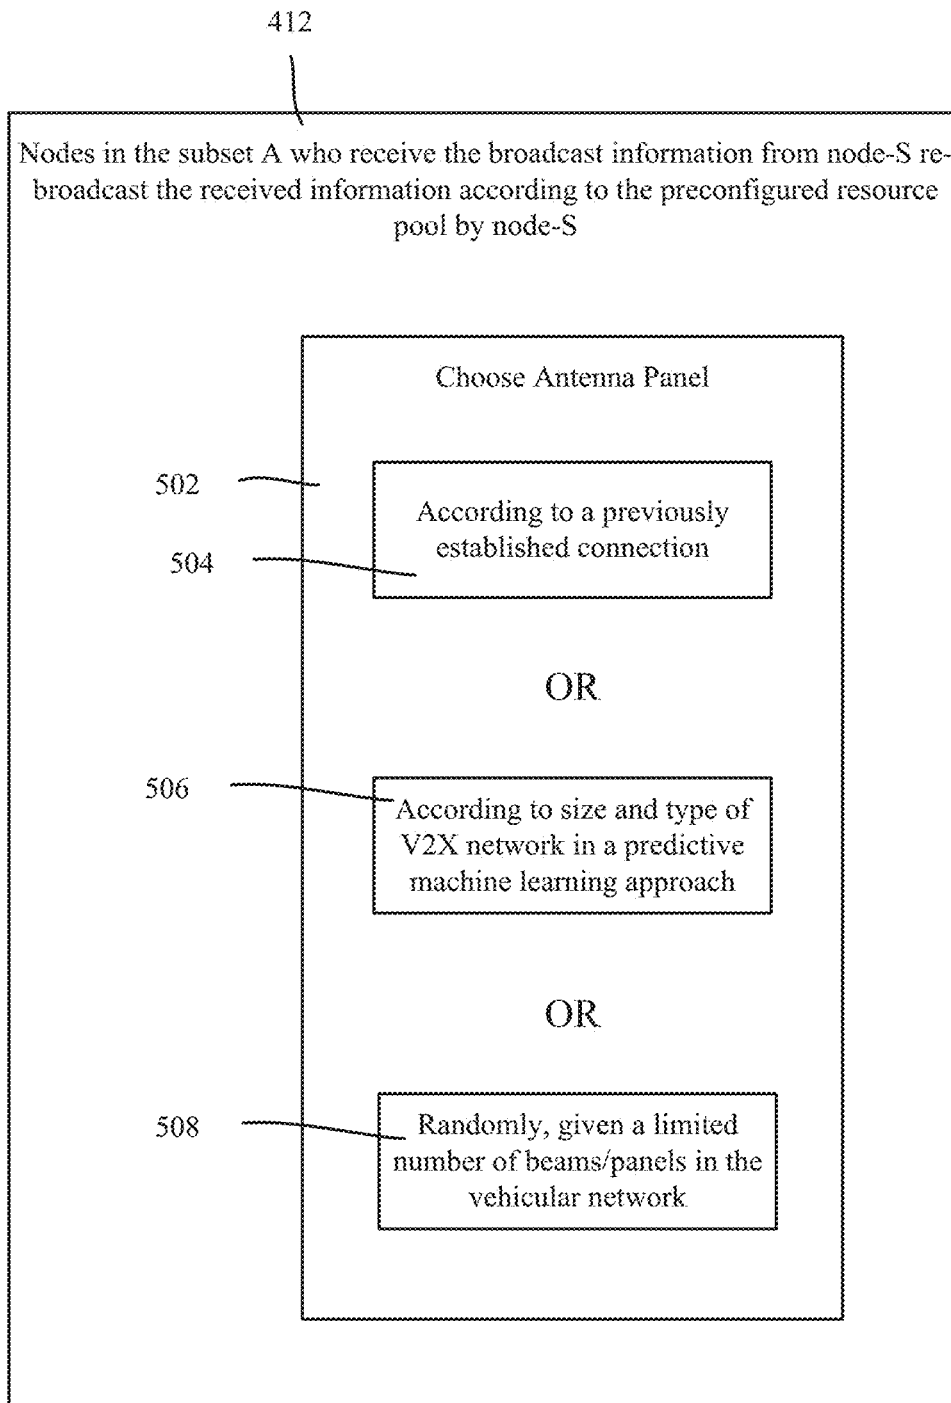 412
Nodes in the subset A who receive the broadcast information from node-S re-
broadcast the received information according to the preconfigured resource
pool by node-S
Choose Antenna Panel
502
According to a previously
established connection
504
OR
506
According to size and type of
V2X network in a predictive
machine learning approach
OR
508
Randomly, given a limited
number of beams/panels in the
vehicular network